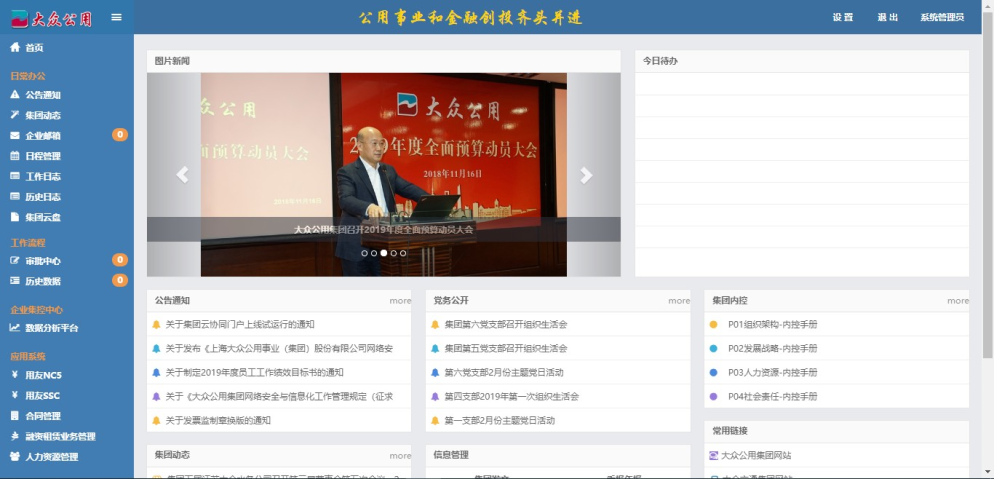 大众公用
公用事业和金融创投齐头并进
设置 退出 系统管理员
首页
日常办公
公告通知
集团动态
企业邮箱 0
日程管理
工作日志
历史日志
集团云盘
工作流程
审批中心 0
历史数据 0
企业集控中心
数据分析平台
应用系统
用友NC5
用友SSC
合同管理
融资租赁业务管理
人力资源管理
图片新闻
众公用
大众公用
面预算动员大会
2019年度全面预算动员大会
2018年11月16日
大众公用集团召开2019年度全面预算动员大会
今日待办
公告通知 more
关于集团云协同门户上线试运行的通知
关于发布《上海大众公用事业（集团）股份有限公司网络安
关于制定2019年度员工工作绩效目标书的通知
关于《大众公用集团网络安全与信息化工作管理规定（征求
关于发票监制章换版的通知
党务公开 more
集团第六党支部召开组织生活会
集团第五党支部召开组织生活会
第六党支部2月份主题党日活动
第四支部2019年第一次组织生活会
第一支部2月份主题党日活动
集团内控 more
P01组织架构-内控手册
P02发展战略-内控手册
P03人力资源-内控手册
P04社会责任-内控手册
集团动态 more
信息管理
常用链接
大众公用集团网站